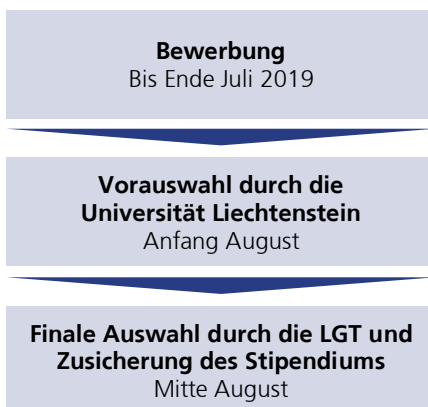 Bewerbung
Bis Ende Juli 2019
Vorauswahl durch die
Universität Liechtenstein
Anfang August
Finale Auswahl durch die LGT und
Zusicherung des Stipendiums
Mitte August